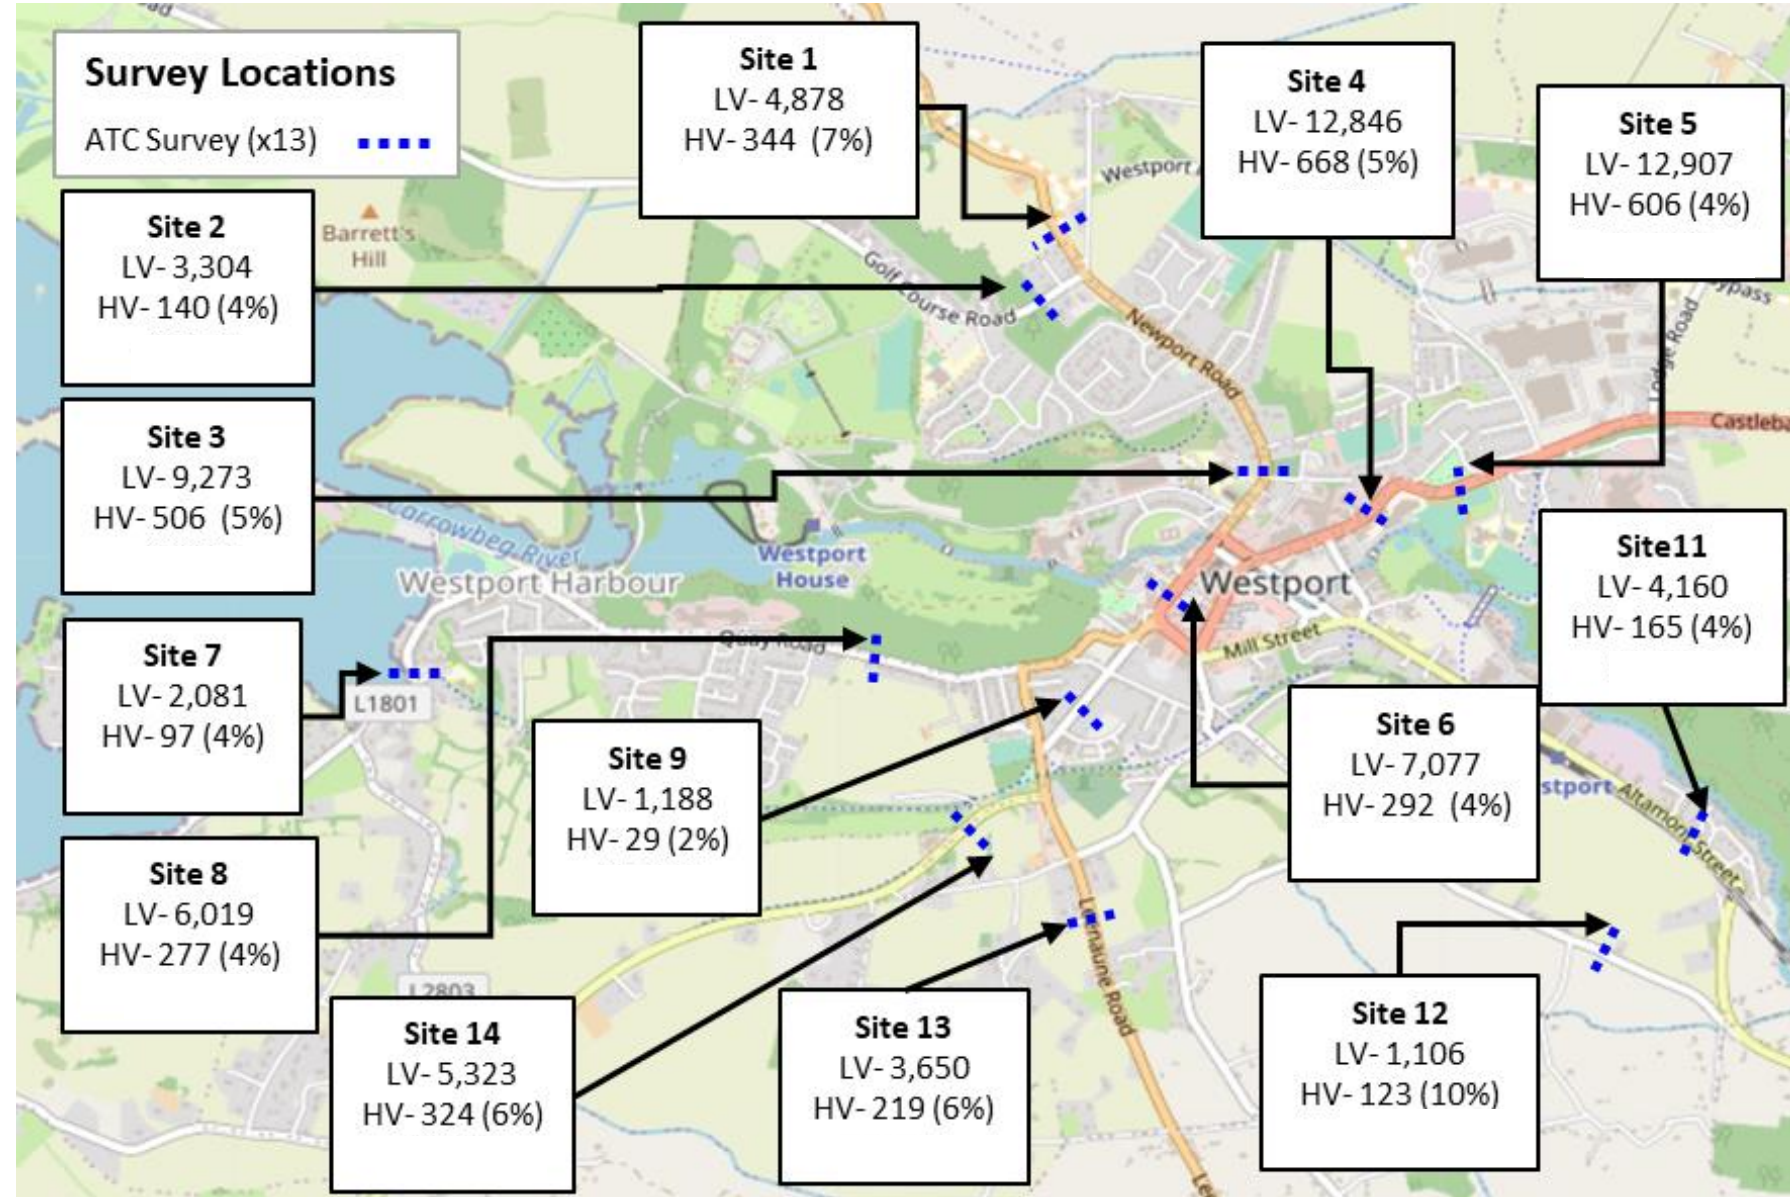 Survey Locations
ATC Survey (x13)
Site 1
LV- 4,878
HV- 344 (7%)
Site 4
LV- 12,846
HV- 668 (5%)
Site 5
LV- 12,907
HV- 606 (4%)
Site 2
LV- 3,304
HV- 140 (4%)
Site 3
LV- 9,273
HV- 506 (5%)
Site11
LV- 4,160
HV- 165 (4%)
Site 7
LV- 2,081
HV- 97 (4%)
Site 6
LV- 7,077
HV- 292 (4%)
Site 9
LV- 1,188
HV- 29 (2%)
Site 8
LV- 6,019
HV- 277 (4%)
Site 14
LV- 5,323
HV- 324 (6%)
Site 13
LV- 3,650
HV- 219 (6%)
Site 12
LV- 1,106
HV- 123 (10%)
Barrett's
Hill
Westport
Golf Course Road
Newport Road
ypass
Castleba
Carrowbeg River
Westport Harbour
Westport
House
Westport
Quay Road
Mill Street
L1801
stport
Altamont Street
L2803
Leenaune Road